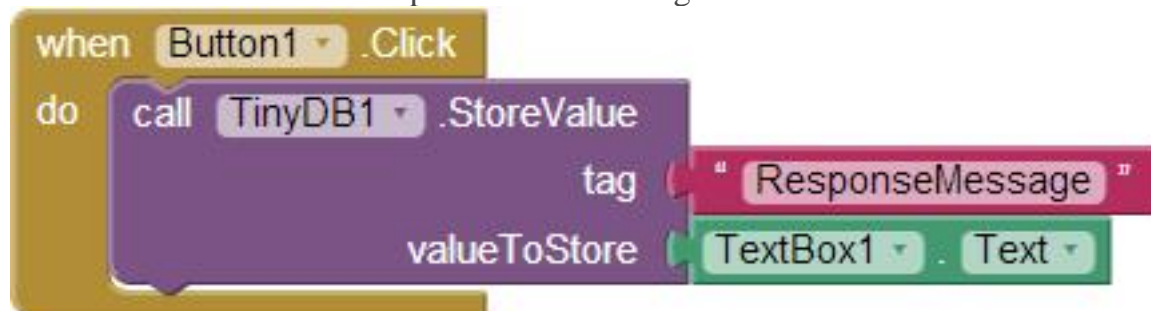 when Button1 .Click
do call TinyDB1 .StoreValue
tag " ResponseMessage "
valueToStore TextBox1 . Text